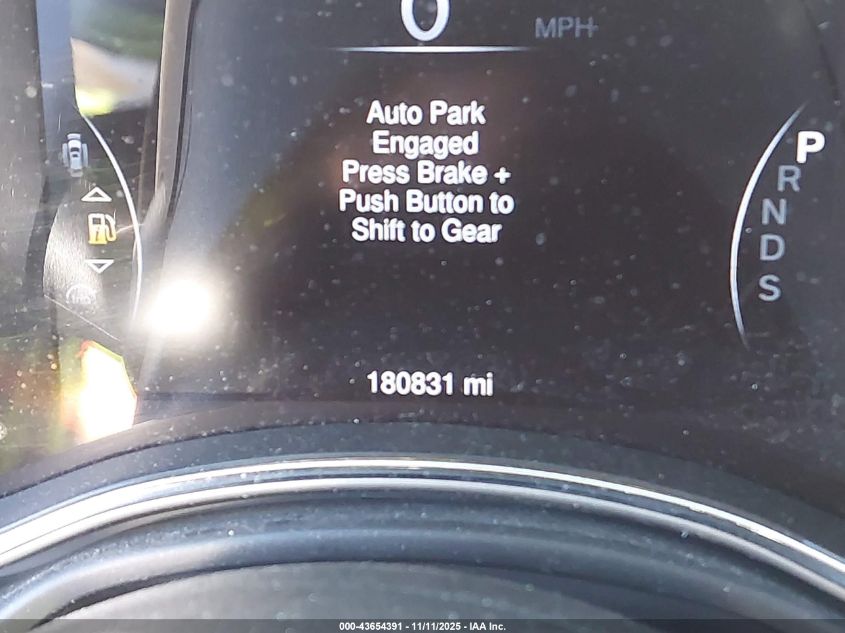 0 MPH
Auto Park
Engaged
Press Brake +
Push Button to
Shift to Gear
P
R
N
D
S
180831 mi
000-43654391 - 11/11/2025 - IAA Inc.